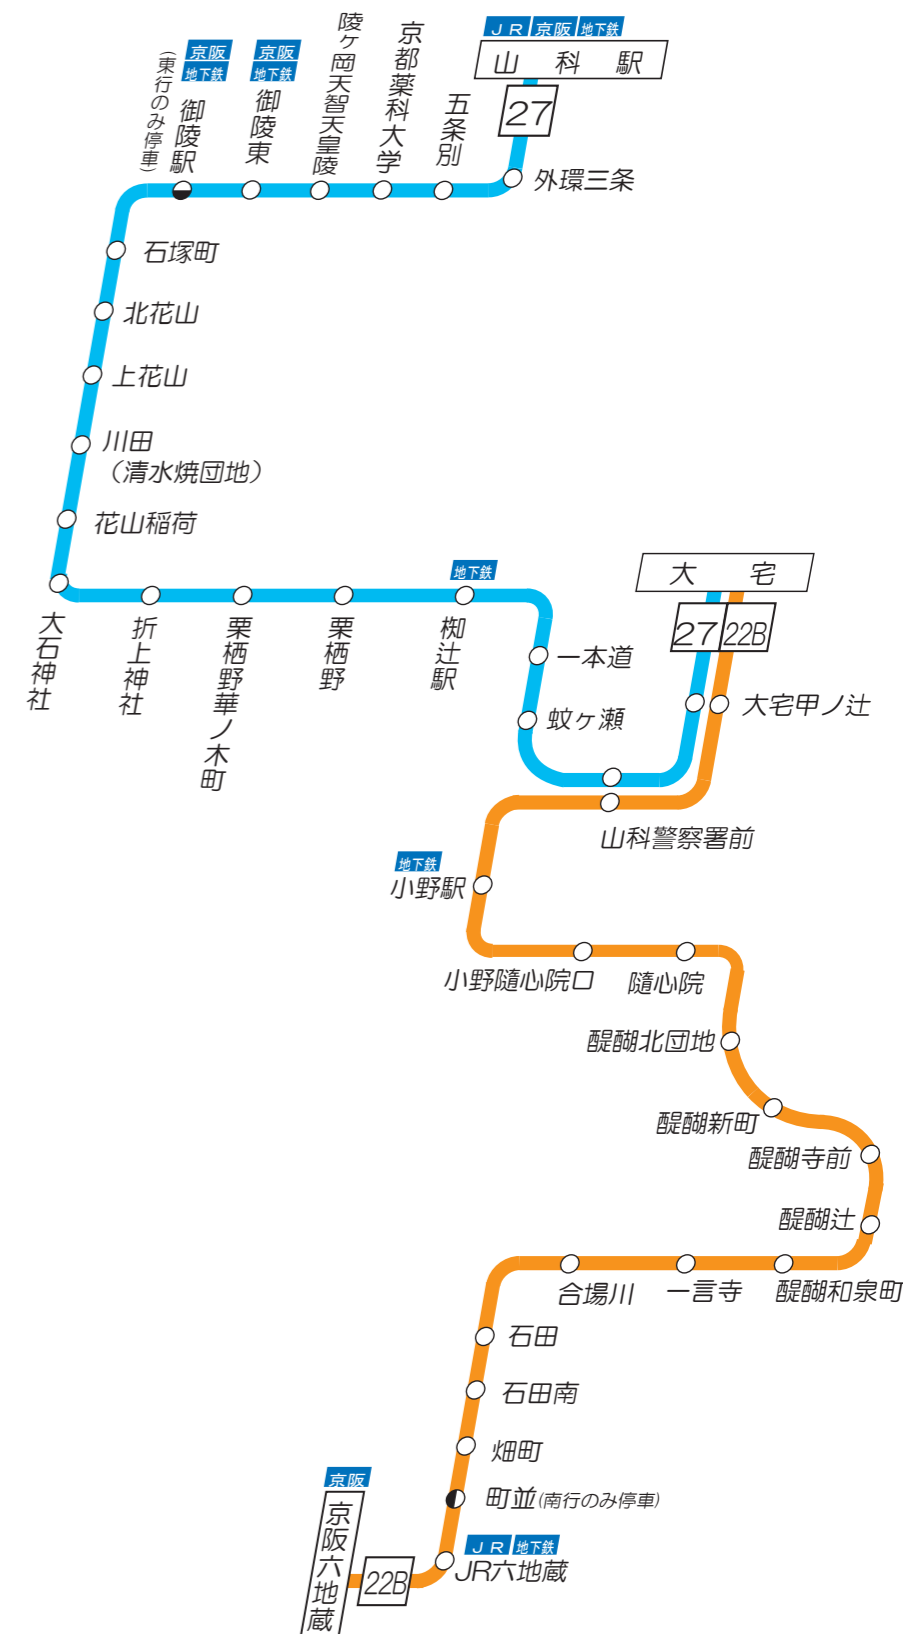 JR 京阪 地下鉄
山科駅
27
外環三条
五条別
京都薬科大学
陵ヶ岡天智天皇陵
京阪
地下鉄
御陵東
京阪
地下鉄
御陵駅
(東行のみ停車)
石塚町
北花山
上花山
川田
(清水焼団地)
花山稲荷
大石神社
折上神社
栗栖野華ノ木町
栗栖野
地下鉄
椥辻駅
一本道
蚊ヶ瀬
大宅
27 22B
大宅甲ノ辻
山科警察署前
地下鉄
小野駅
小野隨心院口
隨心院
醍醐北団地
醍醐新町
醍醐寺前
醍醐辻
醍醐和泉町
一言寺
合場川
石田
石田南
畑町
町並(南行のみ停車)
JR 地下鉄
JR六地蔵
22B
京阪
京阪六地蔵